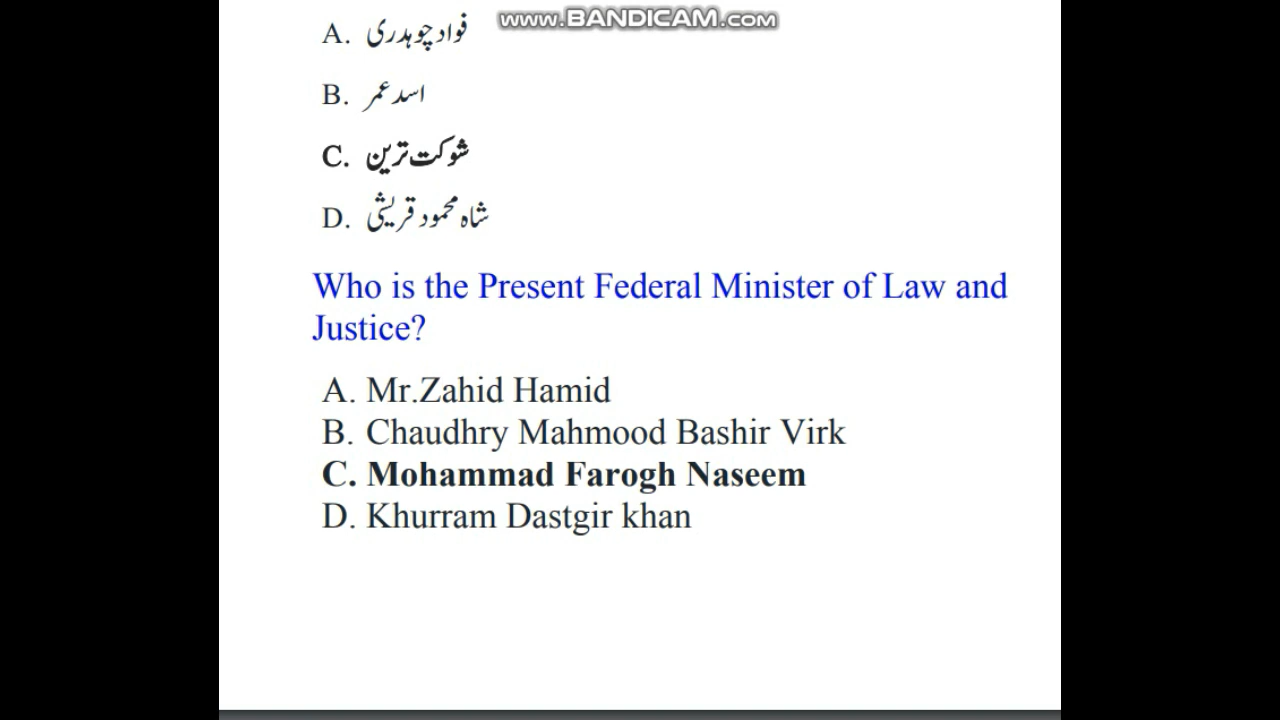 www.BANDICAM.com
A. فواد چوہدری
B. اسد عمر
C. شوکت ترین
D. شاہ محمود قریشی
Who is the Present Federal Minister of Law and
Justice?
A. Mr.Zahid Hamid
B. Chaudhry Mahmood Bashir Virk
C. Mohammad Farogh Naseem
D. Khurram Dastgir khan